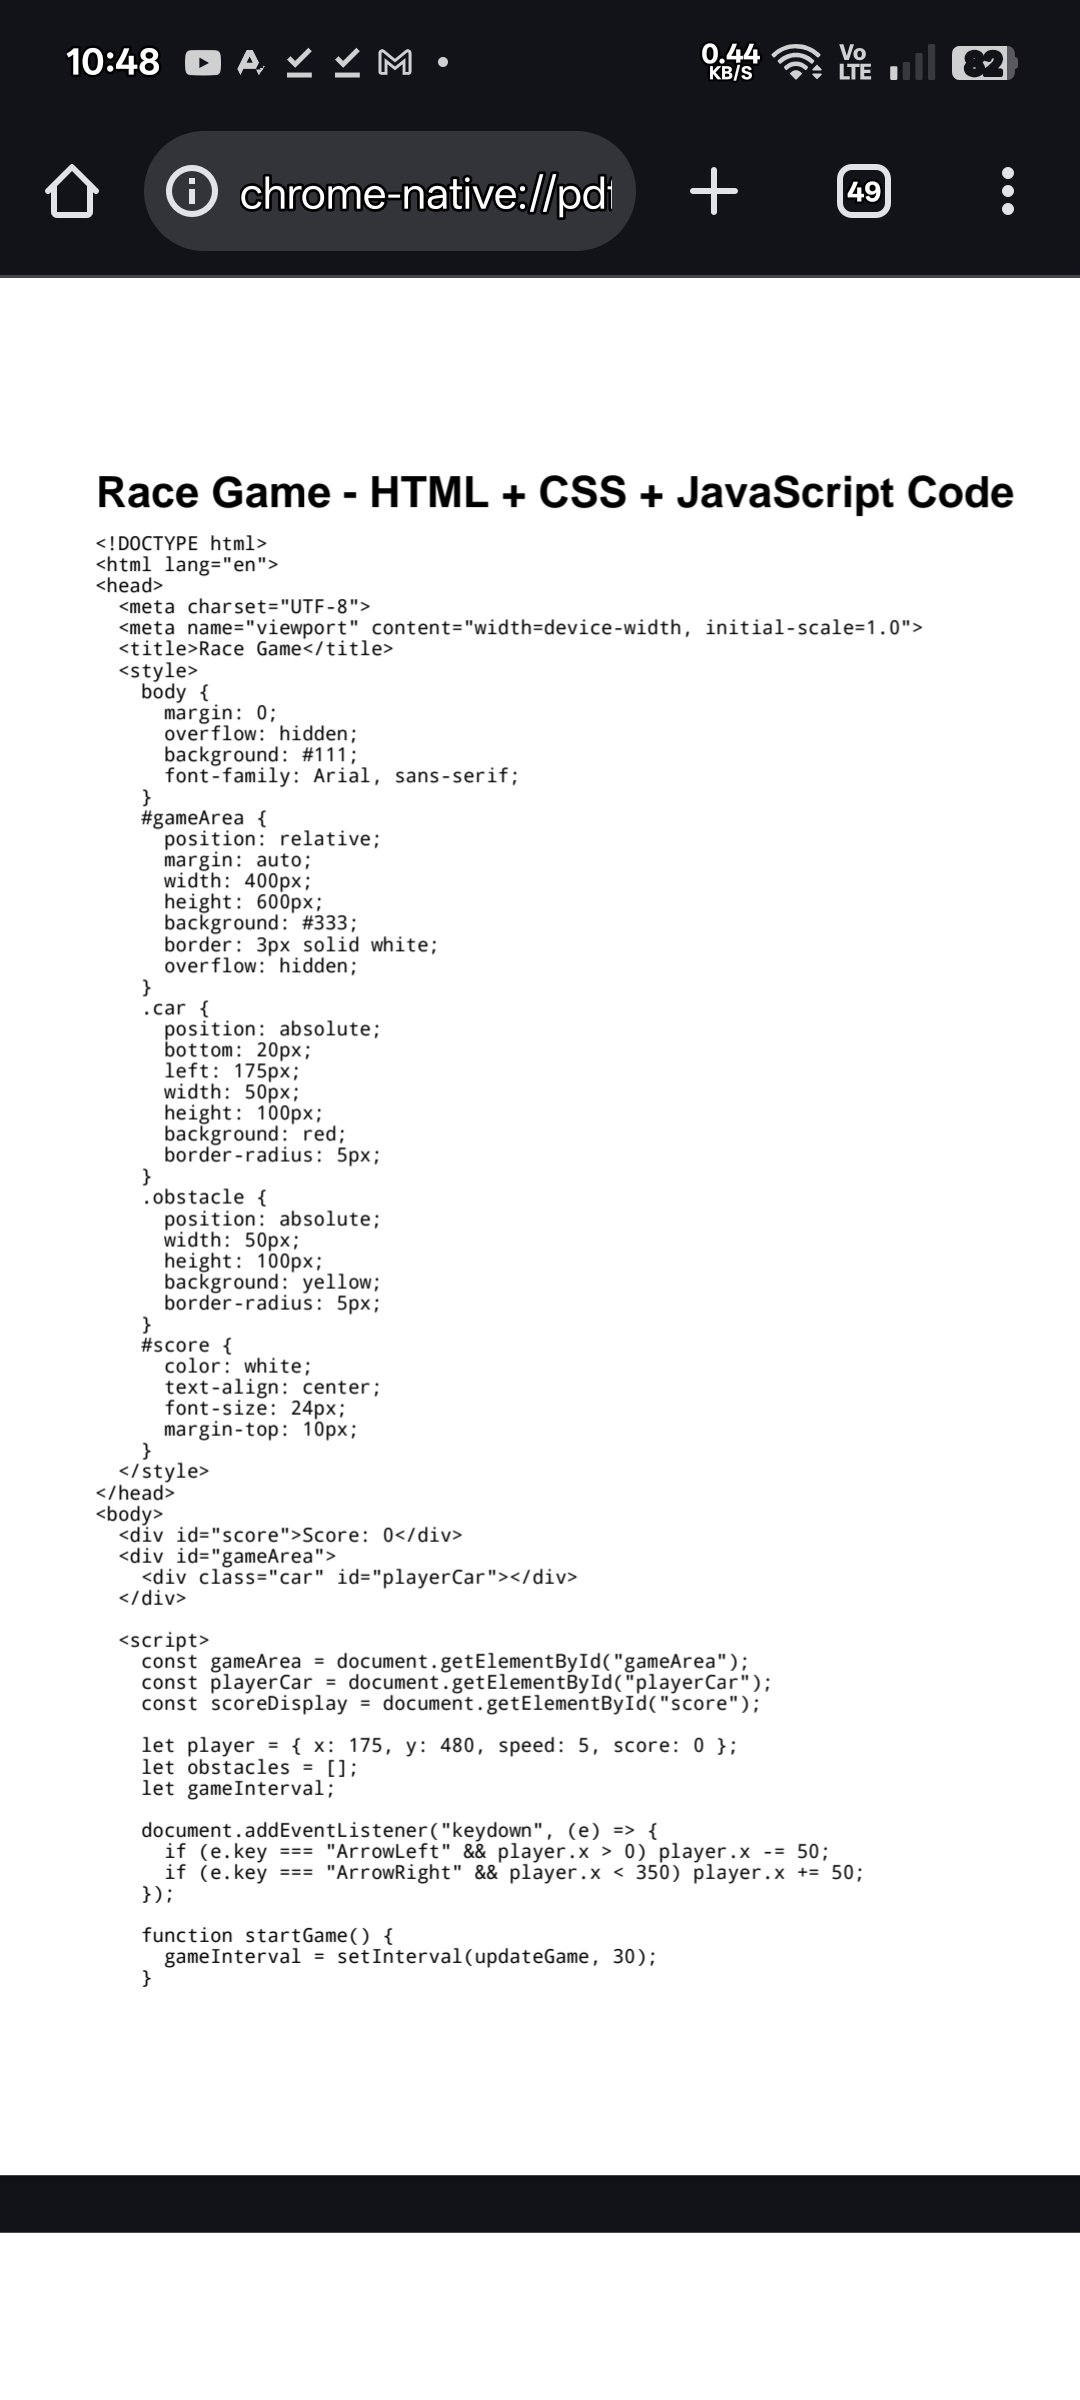 10:48
0.44
KB/S
Vo
LTE
82
chrome-native://pdf
49
Race Game - HTML + CSS + JavaScript Code
<!DOCTYPE html>
<html lang="en">
<head>
  <meta charset="UTF-8">
  <meta name="viewport" content="width=device-width, initial-scale=1.0">
  <title>Race Game</title>
  <style>
    body {
      margin: 0;
      overflow: hidden;
      background: #111;
      font-family: Arial, sans-serif;
    }
    #gameArea {
      position: relative;
      margin: auto;
      width: 400px;
      height: 600px;
      background: #333;
      border: 3px solid white;
      overflow: hidden;
    }
    .car {
      position: absolute;
      bottom: 20px;
      left: 175px;
      width: 50px;
      height: 100px;
      background: red;
      border-radius: 5px;
    }
    .obstacle {
      position: absolute;
      width: 50px;
      height: 100px;
      background: yellow;
      border-radius: 5px;
    }
    #score {
      color: white;
      text-align: center;
      font-size: 24px;
      margin-top: 10px;
    }
  </style>
</head>
<body>
  <div id="score">Score: 0</div>
  <div id="gameArea">
    <div class="car" id="playerCar"></div>
  </div>

  <script>
    const gameArea = document.getElementById("gameArea");
    const playerCar = document.getElementById("playerCar");
    const scoreDisplay = document.getElementById("score");

    let player = { x: 175, y: 480, speed: 5, score: 0 };
    let obstacles = [];
    let gameInterval;

    document.addEventListener("keydown", (e) => {
      if (e.key === "ArrowLeft" && player.x > 0) player.x -= 50;
      if (e.key === "ArrowRight" && player.x < 350) player.x += 50;
    });

    function startGame() {
      gameInterval = setInterval(updateGame, 30);
    }